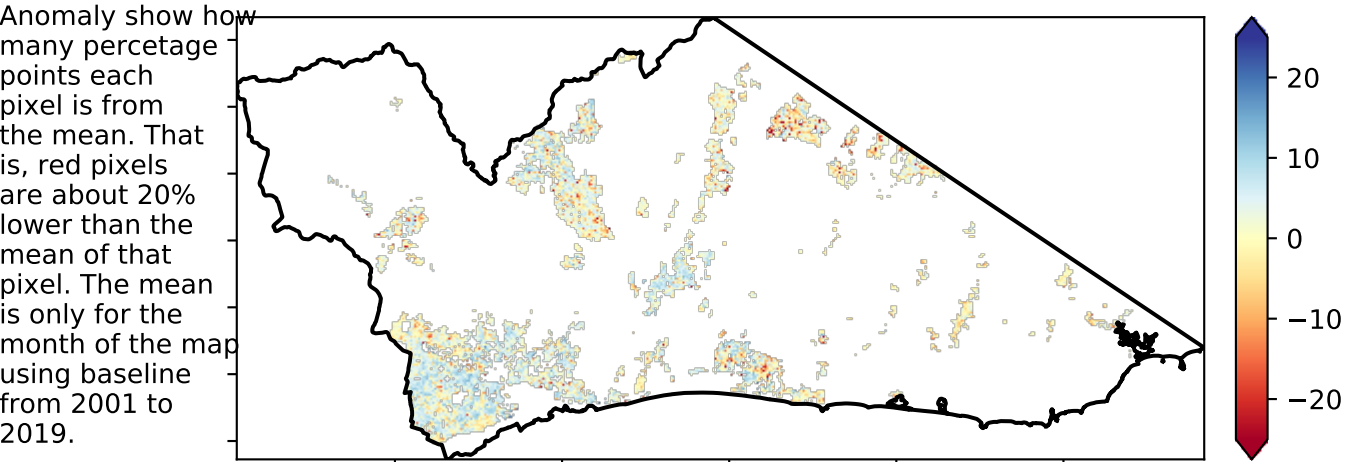 Anomaly show how
many percetage
points each
pixel is from
the mean. That
is, red pixels
are about 20%
lower than the
mean of that
pixel. The mean
is only for the
month of the map
using baseline
from 2001 to
2019.
20
10
0
−10
−20